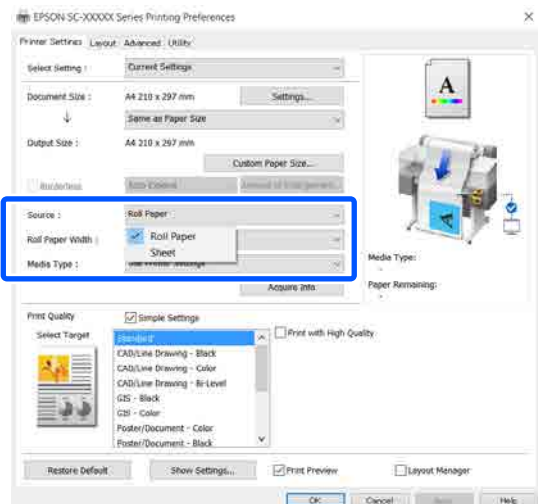 EPSON SC-XXXXX Series Printing Preferences
Printer Settings Layout Advanced Utility
Select Setting : Current Settings
Document Size : A4 210 x 297 mm Settings...
Same as Paper Size
Output Size : A4 210 x 297 mm
Custom Paper Size...
Borderless Auto Expand Amount of Enlargement...
Source : Roll Paper
Roll Paper Width : Roll Paper
Sheet
Media Type : Use Printer Settings
Acquire Info
A
Media Type:
-
Paper Remaining:
-
Print Quality Simple Settings
Select Target Standard Print with High Quality
CAD/Line Drawing - Black
CAD/Line Drawing - Color
CAD/Line Drawing - Bi-Level
GIS - Black
GIS - Color
Poster/Document - Color
Poster/Document - Black
Restore Default Show Settings... Print Preview Layout Manager
OK Cancel Help